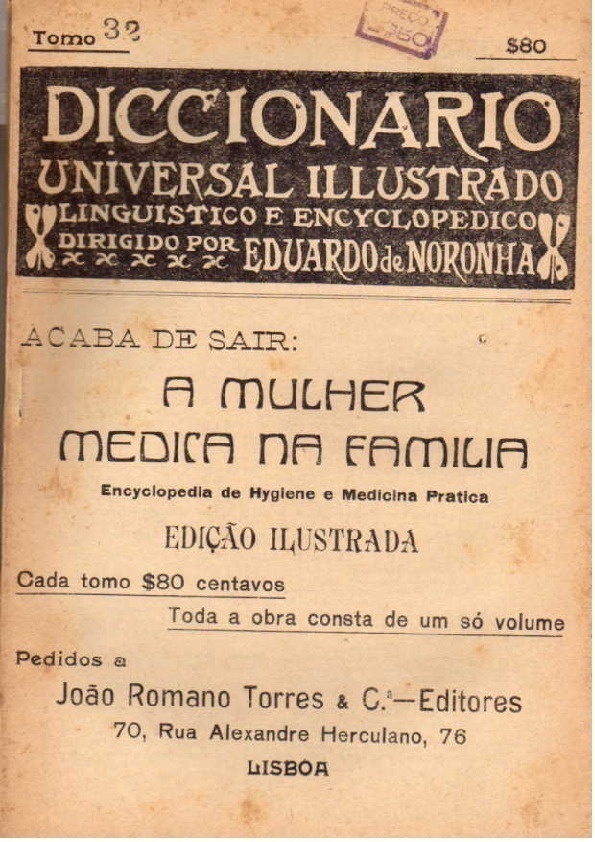 Tomo 32
PREÇO
$80
DICCIONARIO
UNIVERSAL ILLUSTRADO
LINGUISTICO E ENCYCLOPEDICO
DIRIGIDO POR EDUARDO de NORONHA
ACABA DE SAIR:
A MULHER
MEDICA NA FAMILIA
Encyclopedia de Hygiene e Medicina Pratica
EDIÇÃO ILUSTRADA
Cada tomo $80 centavos
Toda a obra consta de um só volume
Pedidos a
João Romano Torres & C.ª—Editores
70, Rua Alexandre Herculano, 76
LISBOA